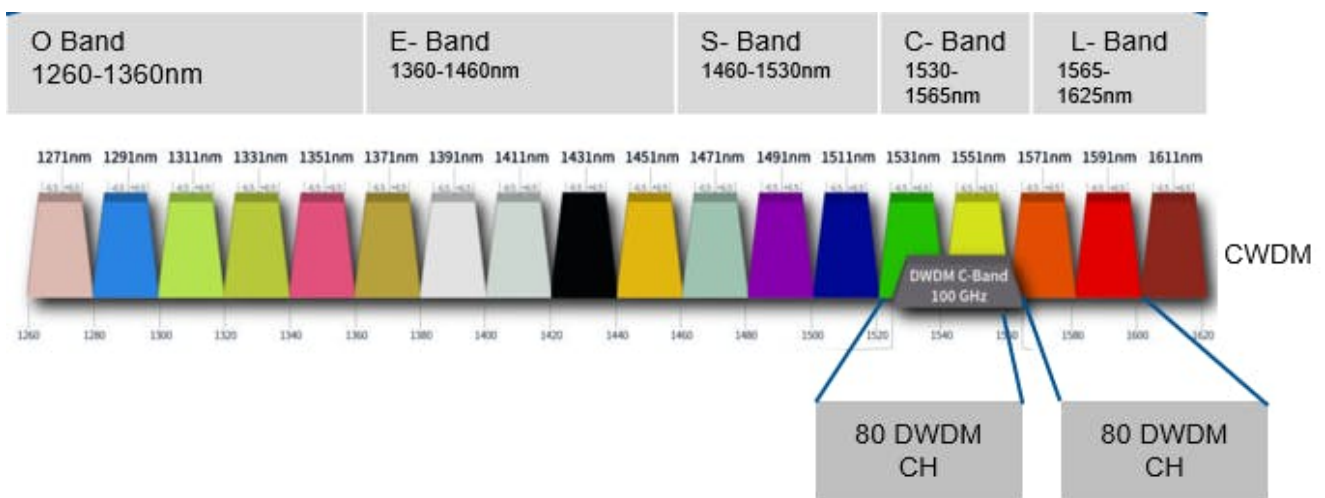 O Band
1260-1360nm
E- Band
1360-1460nm
S- Band
1460-1530nm
C- Band
1530-
1565nm
L- Band
1565-
1625nm
1271nm 1291nm 1311nm 1331nm 1351nm 1371nm 1391nm 1411nm 1431nm 1451nm 1471nm 1491nm 1511nm 1531nm 1551nm 1571nm 1591nm 1611nm
CWDM
DWDM C-Band
100 GHz
1260 1280 1300 1320 1340 1360 1380 1400 1420 1440 1460 1480 1500 1520 1540 1560 1580 1600 1620
80 DWDM
CH
80 DWDM
CH